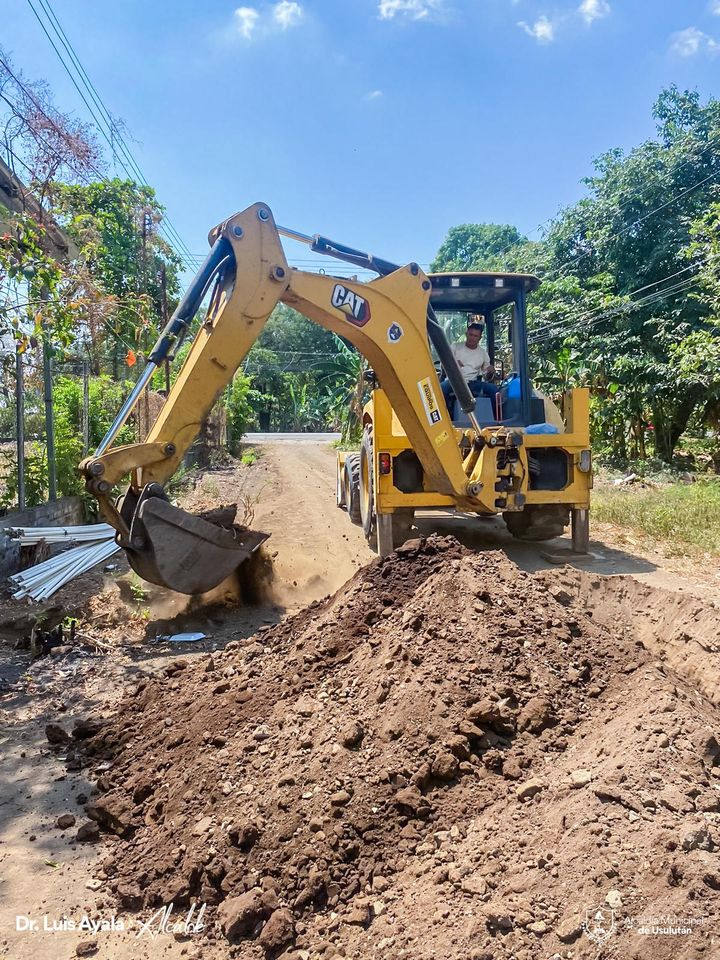 CAT
Dr. Luis Ayala
Alcalde
Alcaldía Municipal
de Usulután